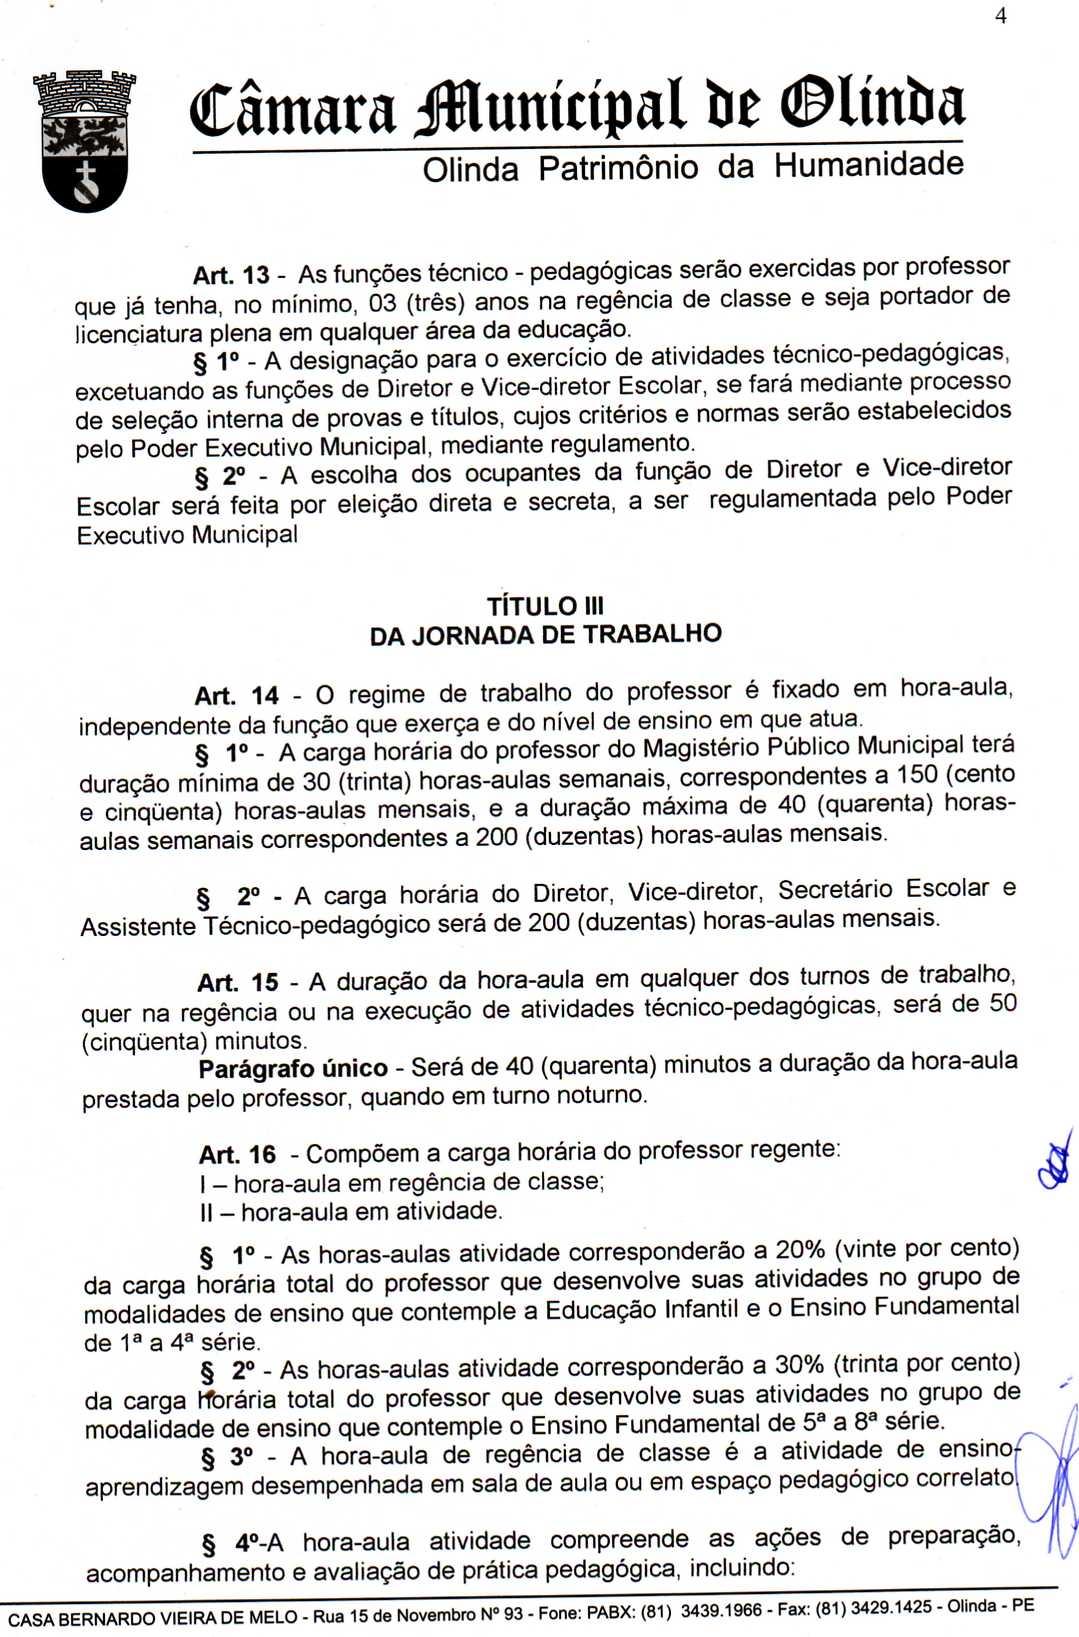 4
Câmara Municipal de Olinda
Olinda Patrimônio da Humanidade
Art. 13 - As funções técnico - pedagógicas serão exercidas por professor
que já tenha, no mínimo, 03 (três) anos na regência de classe e seja portador de
licenciatura plena em qualquer área da educação.
§ 1º - A designação para o exercício de atividades técnico-pedagógicas,
excetuando as funções de Diretor e Vice-diretor Escolar, se fará mediante processo
de seleção interna de provas e títulos, cujos critérios e normas serão estabelecidos
pelo Poder Executivo Municipal, mediante regulamento.
§ 2º - A escolha dos ocupantes da função de Diretor e Vice-diretor
Escolar será feita por eleição direta e secreta, a ser regulamentada pelo Poder
Executivo Municipal
TÍTULO III
DA JORNADA DE TRABALHO
Art. 14 - O regime de trabalho do professor é fixado em hora-aula,
independente da função que exerça e do nível de ensino em que atua.
§ 1º - A carga horária do professor do Magistério Público Municipal terá
duração mínima de 30 (trinta) horas-aulas semanais, correspondentes a 150 (cento
e cinqüenta) horas-aulas mensais, e a duração máxima de 40 (quarenta) horas-
aulas semanais correspondentes a 200 (duzentas) horas-aulas mensais.
§ 2º - A carga horária do Diretor, Vice-diretor, Secretário Escolar e
Assistente Técnico-pedagógico será de 200 (duzentas) horas-aulas mensais.
Art. 15 - A duração da hora-aula em qualquer dos turnos de trabalho,
quer na regência ou na execução de atividades técnico-pedagógicas, será de 50
(cinqüenta) minutos.
Parágrafo único - Será de 40 (quarenta) minutos a duração da hora-aula
prestada pelo professor, quando em turno noturno.
Art. 16 - Compõem a carga horária do professor regente:
I – hora-aula em regência de classe;
II – hora-aula em atividade.
§ 1º - As horas-aulas atividade corresponderão a 20% (vinte por cento)
da carga horária total do professor que desenvolve suas atividades no grupo de
modalidades de ensino que contemple a Educação Infantil e o Ensino Fundamental
de 1ª a 4ª série.
§ 2º - As horas-aulas atividade corresponderão a 30% (trinta por cento)
da carga horária total do professor que desenvolve suas atividades no grupo de
modalidade de ensino que contemple o Ensino Fundamental de 5ª a 8ª série.
§ 3º - A hora-aula de regência de classe é a atividade de ensino-
aprendizagem desempenhada em sala de aula ou em espaço pedagógico correlato.
§ 4º-A hora-aula atividade compreende as ações de preparação,
acompanhamento e avaliação de prática pedagógica, incluindo:
CASA BERNARDO VIEIRA DE MELO - Rua 15 de Novembro Nº 93 - Fone: PABX: (81) 3439.1966 - Fax: (81) 3429.1425 - Olinda - PE